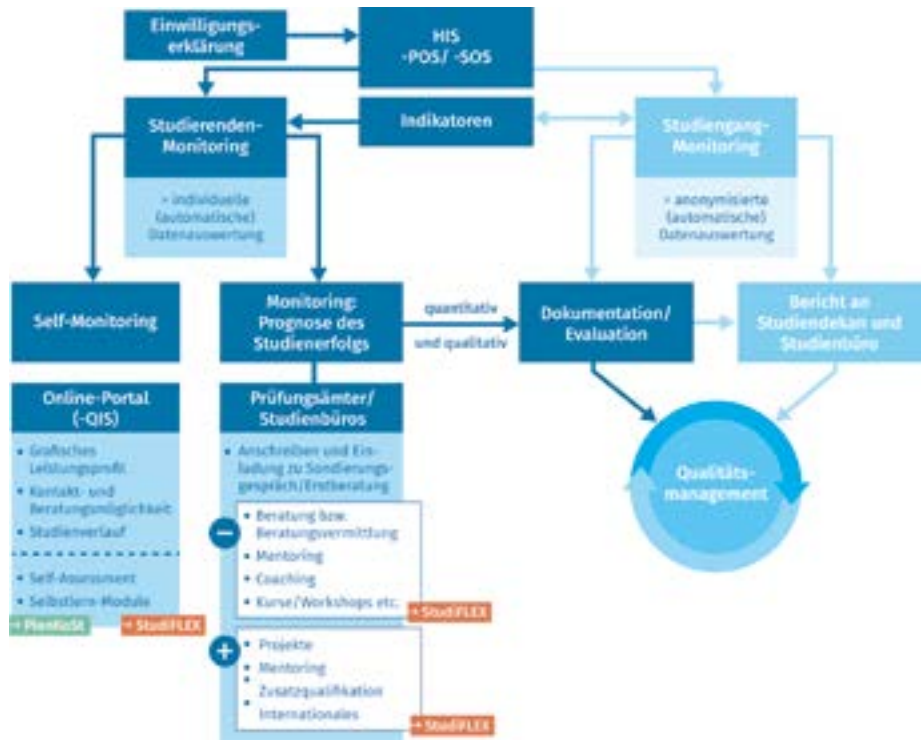 Einwilligungs-
erklärung
HIS
-POS/ -SOS
Studierenden-
Monitoring
Indikatoren
Studiengang-
Monitoring
» individuelle
(automatische)
Datenauswertung
» anonymisierte
(automatische)
Datenauswertung
Self-Monitoring
Monitoring:
Prognose des
Studienerfolgs
quantitativ
und qualitativ
Dokumentation/
Evaluation
Bericht an
Studiendekan und
Studienbüro
Online-Portal
(-QIS)
• Grafisches
Leistungsprofil
• Kontakt- und
Beratungsmöglichkeit
• Studienverlauf
• Self-Assessment
• Selbstlern-Module
→ StudiFLEX
Prüfungsämter/
Studienbüros
• Anschreiben und Ein-
ladung zu Sondierungs-
gespräch/Erstberatung
−
• Beratung bzw.
Beratungsvermittlung
• Mentoring
• Coaching
• Kurse/Workshops etc.
→ StudiFLEX
+
• Projekte
• Mentoring
• Zusatzqualifikation
• Internationales
→ StudiFLEX
Qualitäts-
management